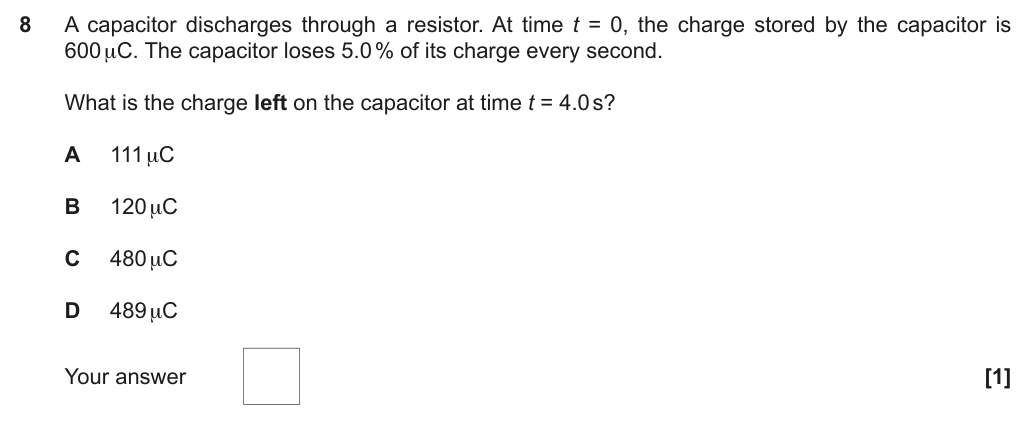 8 A capacitor discharges through a resistor. At time t = 0, the charge stored by the capacitor is
600 μC. The capacitor loses 5.0 % of its charge every second.
What is the charge left on the capacitor at time t = 4.0 s?
A 111 μC
B 120 μC
C 480 μC
D 489 μC
Your answer [1]